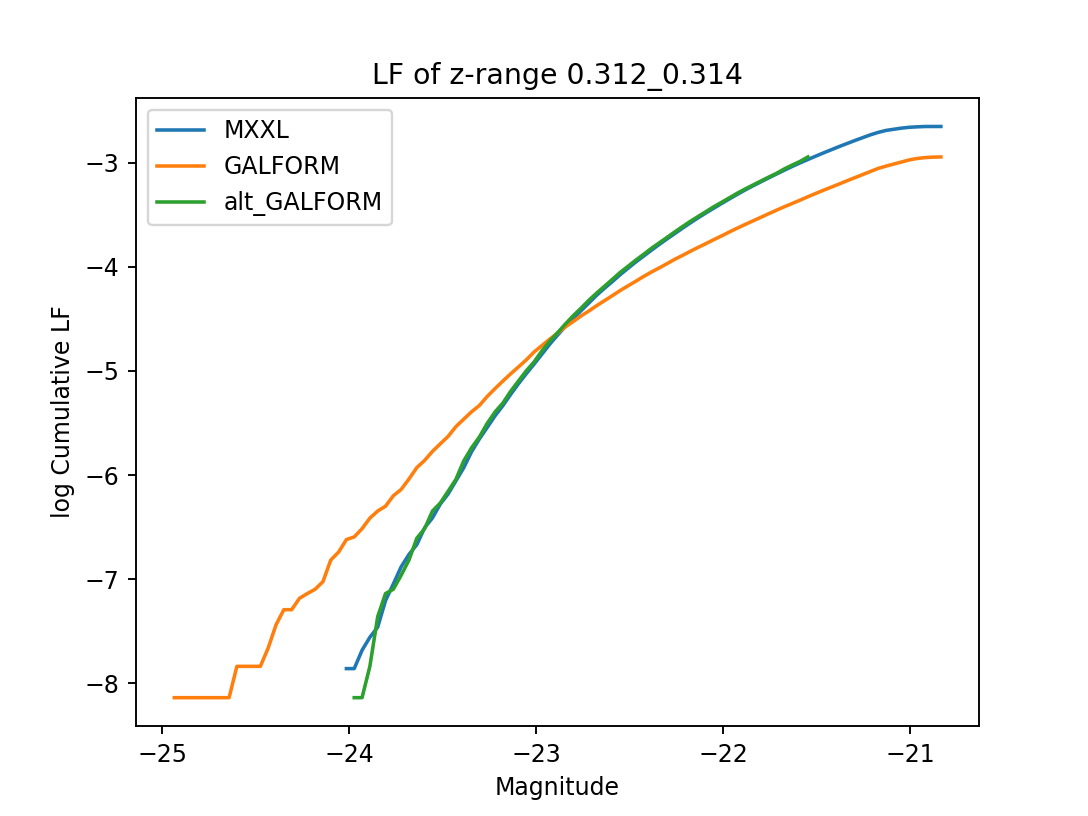 LF of z-range 0.312_0.314
MXXL
GALFORM
alt_GALFORM
log Cumulative LF
−3
−4
−5
−6
−7
−8
−25
−24
−23
−22
−21
Magnitude